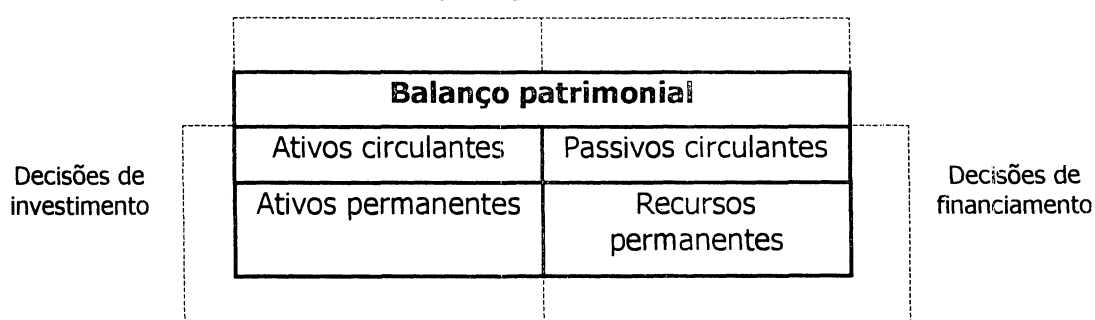 Balanço patrimonial
Ativos circulantes
Passivos circulantes
Decisões de
investimento
Ativos permanentes
Recursos
permanentes
Decisões de
financiamento